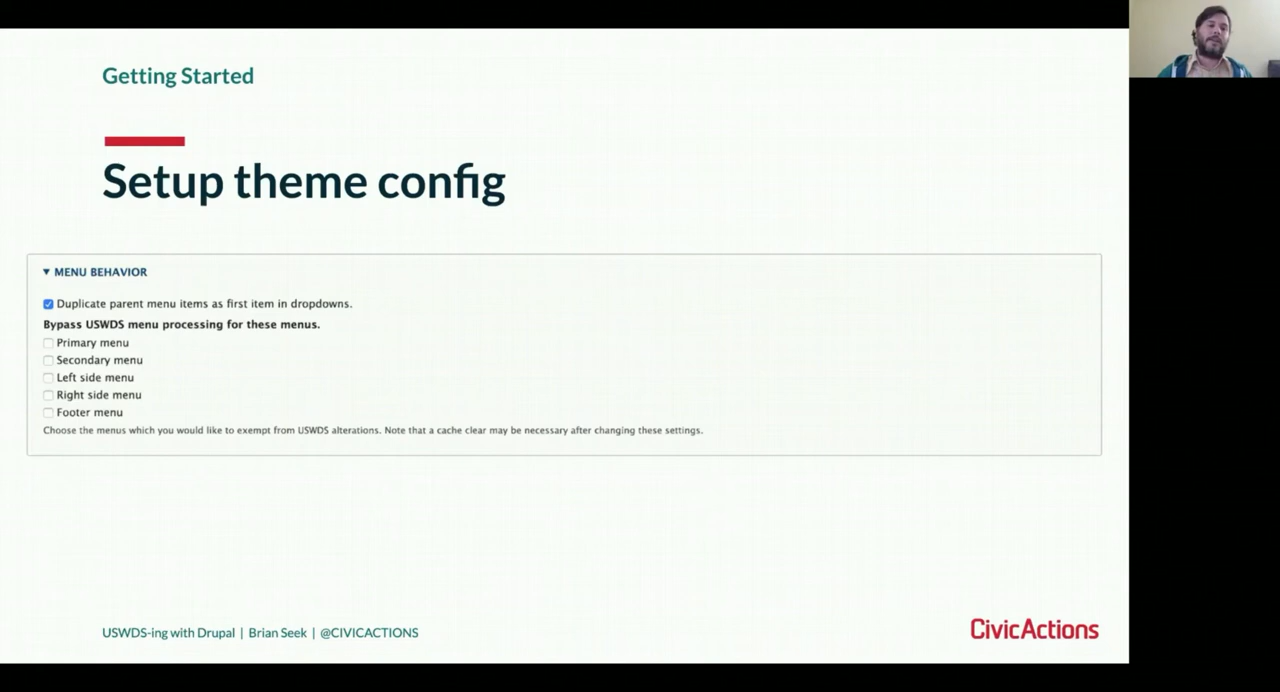 Getting Started
Setup theme config
▼ MENU BEHAVIOR
Duplicate parent menu items as first item in dropdowns.
Bypass USWDS menu processing for these menus.
Primary menu
Secondary menu
Left side menu
Right side menu
Footer menu
Choose the menus which you would like to exempt from USWDS alterations. Note that a cache clear may be necessary after changing these settings.
USWDS-ing with Drupal | Brian Seek | @CIVICACTIONS
CivicActions